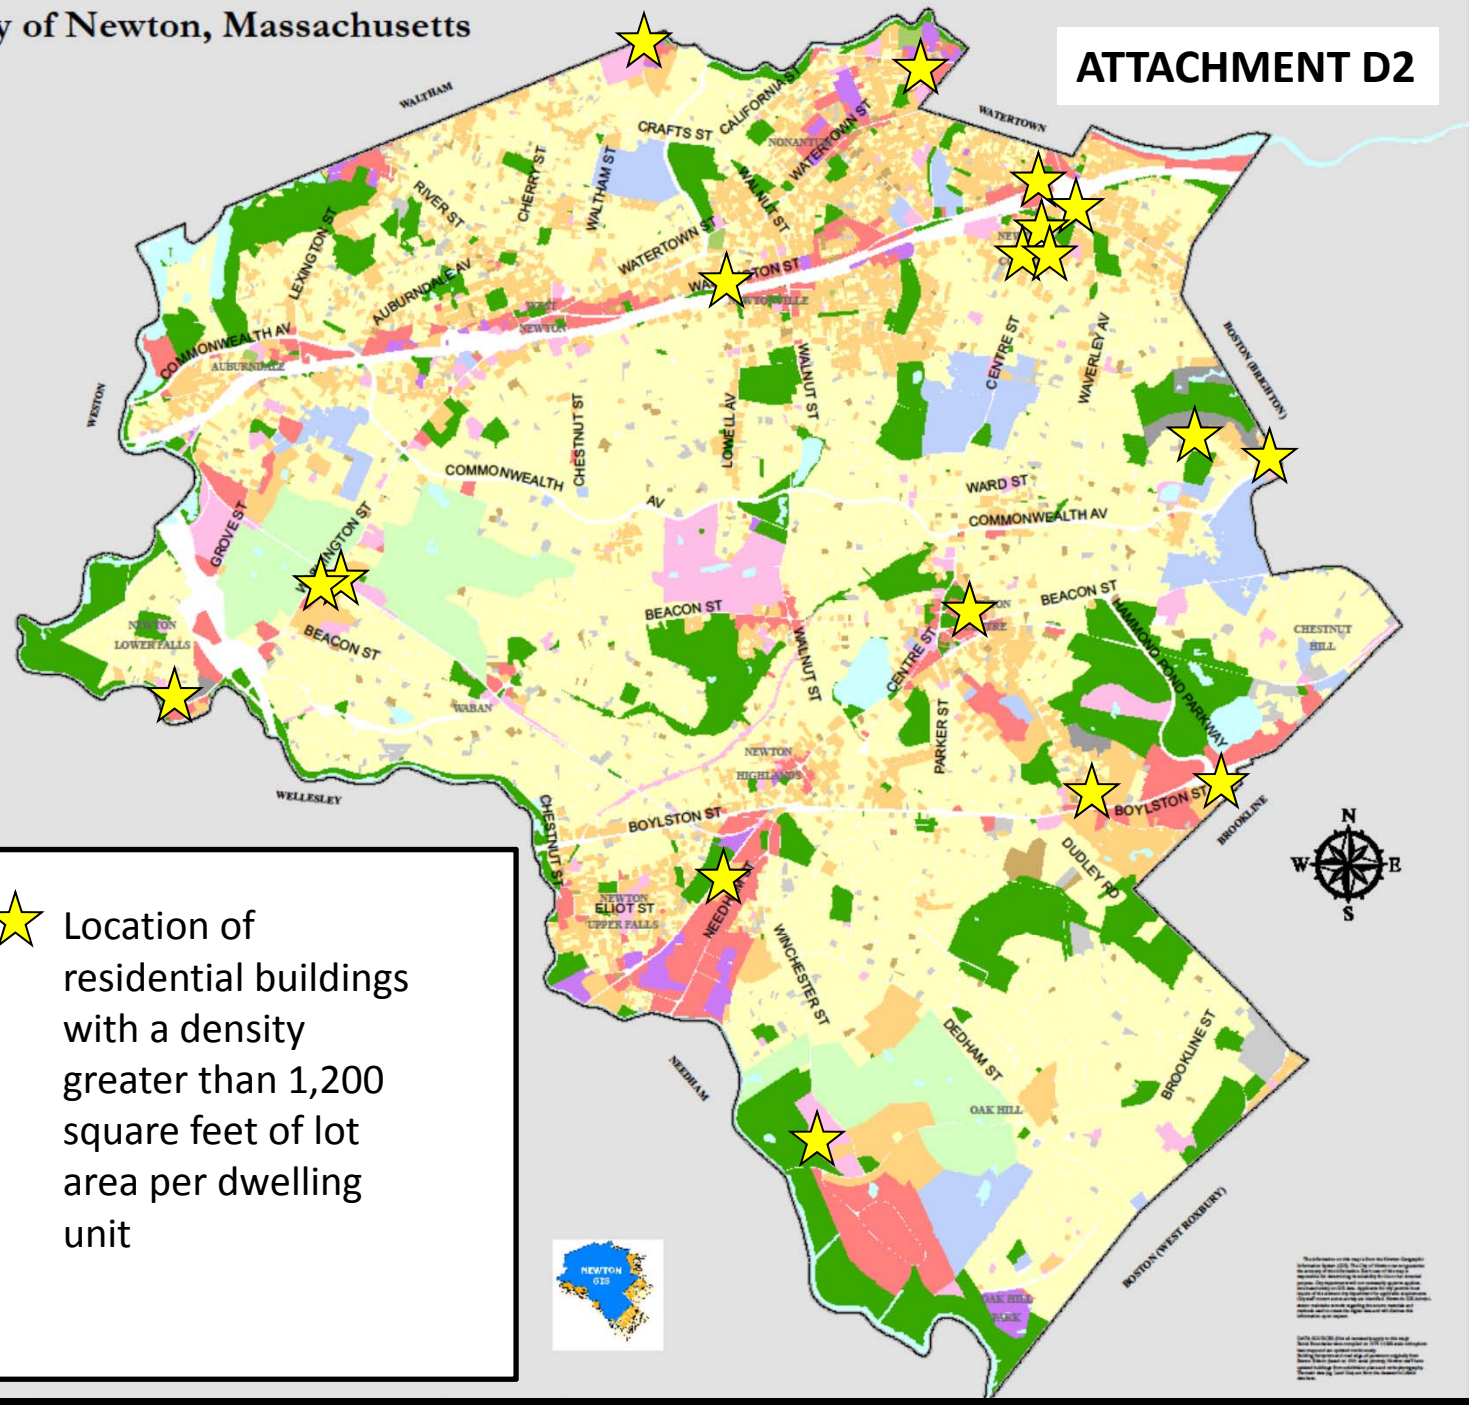 y of Newton, Massachusetts
ATTACHMENT D2
WALTHAM
WATERTOWN
CRAFTS ST
CALIFORNIA ST
NONANTUM
WATERTOWN ST
CHERRY ST
WALTHAM ST
WALNUT ST
RIVER ST
LEXINGTON ST
WATERTOWN ST
AUBURNDALE AV
WEST
NEWTON
COMMONWEALTH AV
AUBURNDALE
CENTRE ST
WAVERLEY AV
BOSTON (BRIGHTON)
WESTON
WALNUT ST
LOWELL AV
CHESTNUT ST
COMMONWEALTH
AV
WARD ST
COMMONWEALTH AV
GROVE ST
BEACON ST
BEACON ST
HAMMOND POND PARKWAY
CHESTNUT
HILL
NEWTON
LOWER FALLS
BEACON ST
WABAN
WALNUT ST
CENTRE ST
PARKER ST
NEWTON
HIGHLANDS
WELLESLEY
CHESTNUT ST
BOYLSTON ST
BOYLSTON ST
BROOKLINE
DUDLEY RD
N
W
E
S
NEWTON
ELIOT ST
UPPER FALLS
WINCHESTER ST
DEDHAM ST
BROOKLINE ST
NEEDHAM
OAK HILL
BOSTON (WEST ROXBURY)
OAK HILL
PARK
Location of
residential buildings
with a density
greater than 1,200
square feet of lot
area per dwelling
unit
NEWTON
GIS